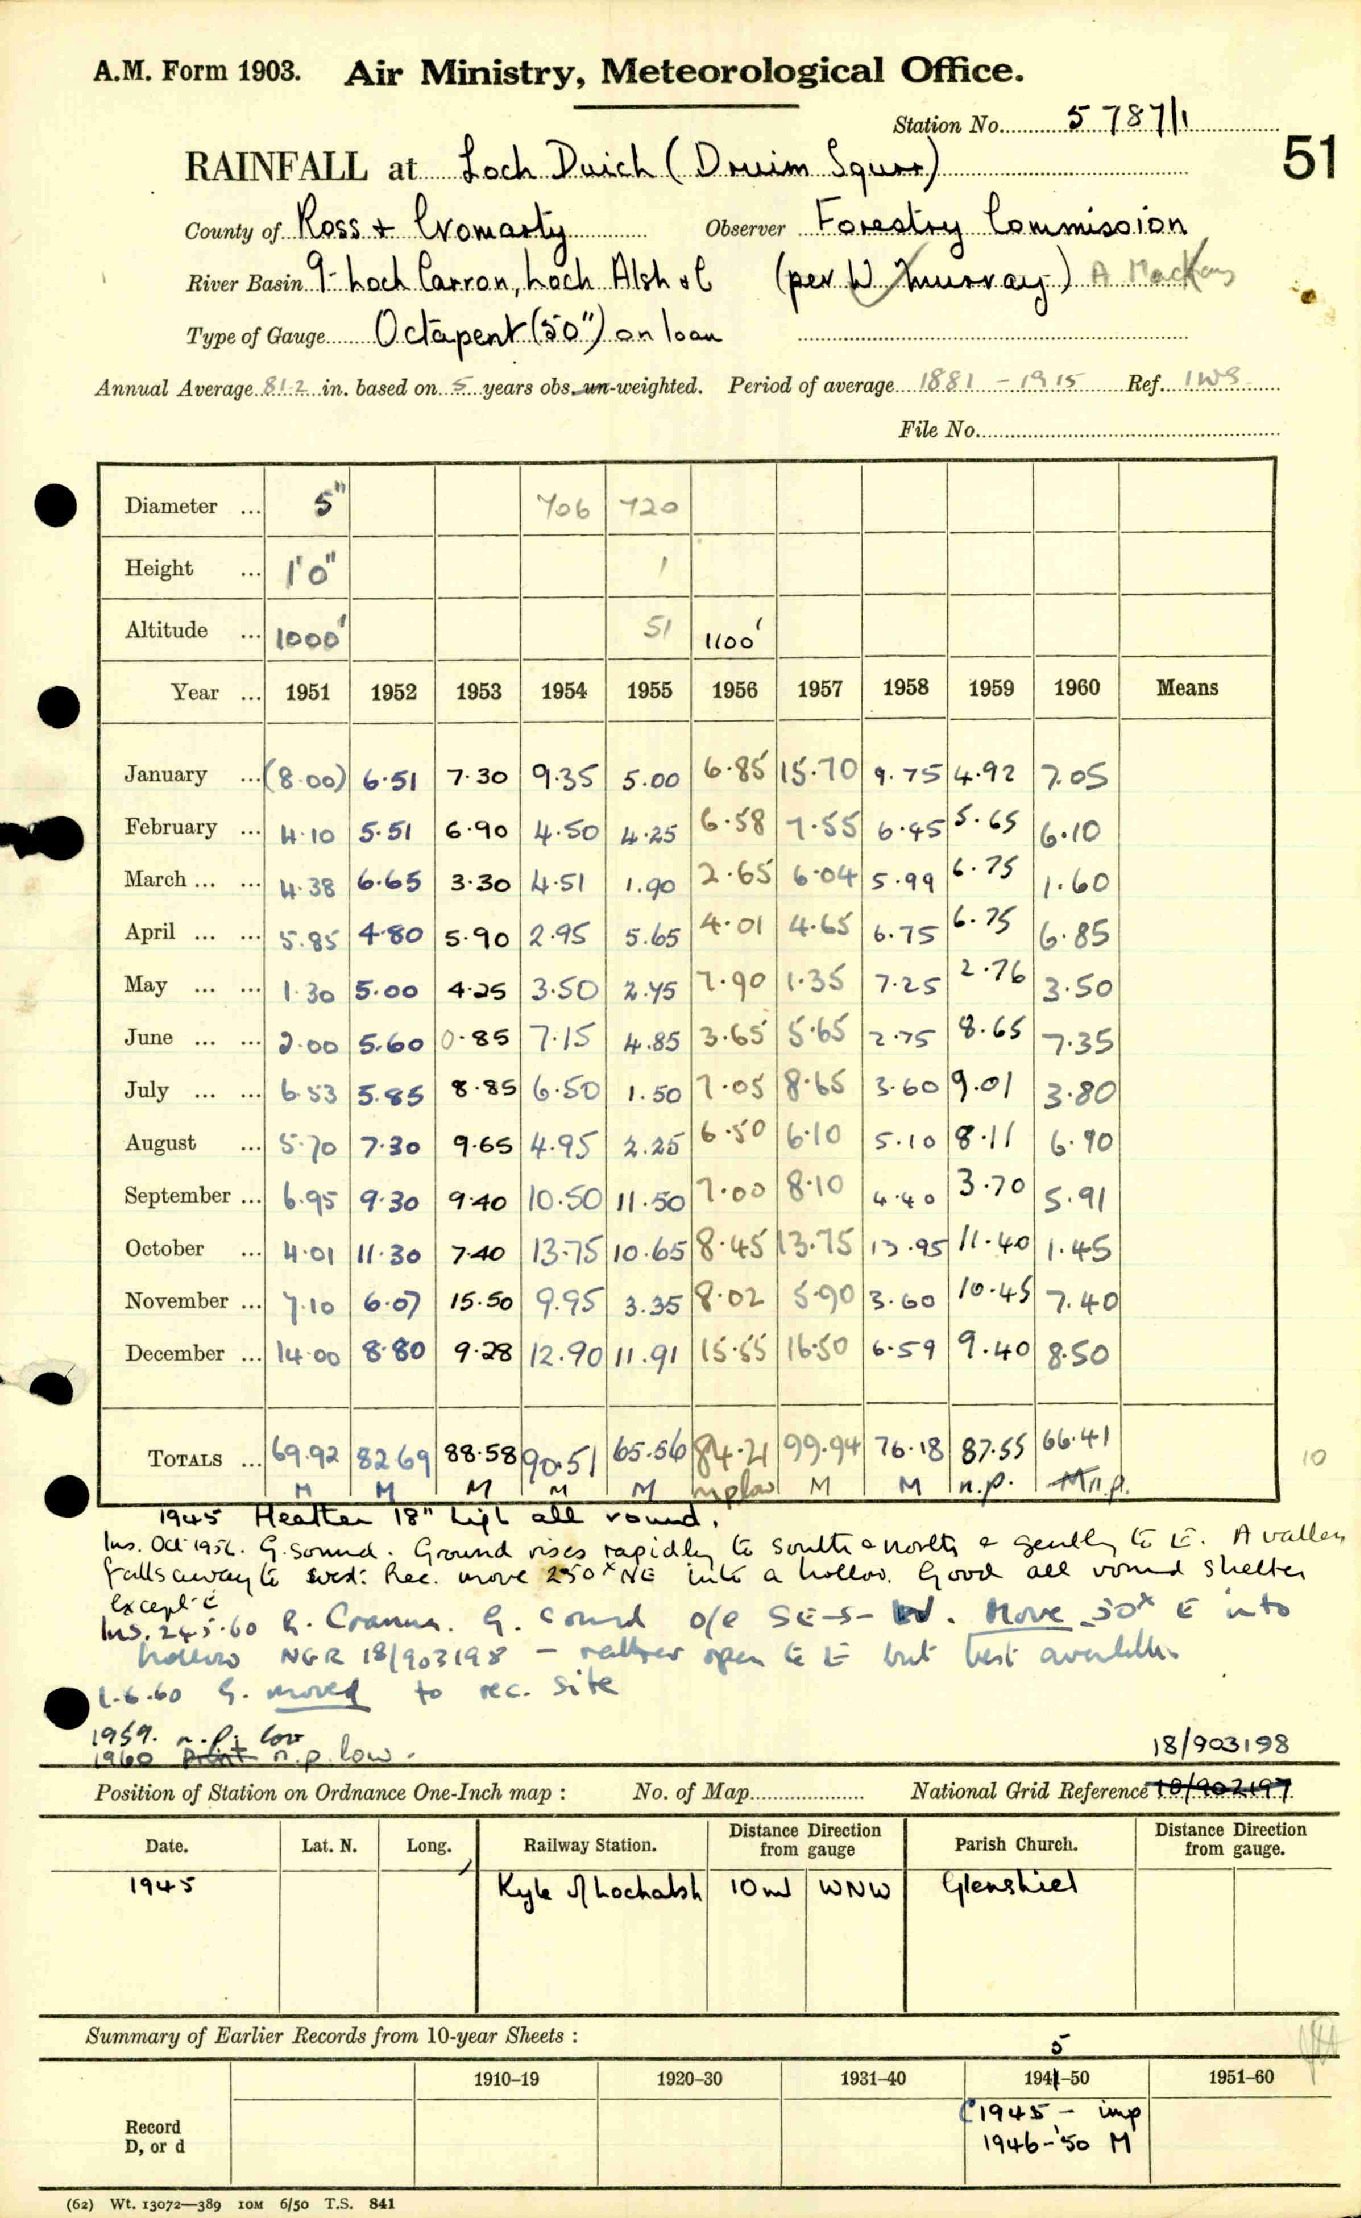 A.M. Form 1903. Air Ministry, Meteorological Office.
Station No. 5787/1
51
RAINFALL at Loch Duich (Druim Sgurr)
County of Ross + Cromarty Observer Forestry Commission
River Basin 9-Loch Carron, Loch Alsh & C (per W Murray) A MacKay
Type of Gauge Octapent (50") on loan
Annual Average 81.2 in. based on 5 years obs. un-weighted. Period of average 1881 - 1915 Ref. IWS
File No.
Diameter ... 5" 706 720
Height ... 1'0" 1
Altitude ... 1000' 51 1100'
Year ... 1951 1952 1953 1954 1955 1956 1957 1958 1959 1960 Means
January ... (8.00) 6.51 7.30 9.35 5.00 6.85 15.70 9.75 4.92 7.05
February ... 4.10 5.51 6.90 4.50 4.25 6.58 7.55 6.45 5.65 6.10
March ... ... 4.38 6.65 3.30 4.51 1.90 2.65 6.04 5.99 6.75 1.60
April ... ... 5.85 4.80 5.90 2.95 5.65 4.01 4.65 6.75 6.75 6.85
May ... ... 1.30 5.00 4.25 3.50 2.75 7.90 1.35 7.25 2.76 3.50
June ... ... 2.00 5.60 0.85 7.15 4.85 3.65 5.65 2.75 8.65 7.35
July ... ... 6.53 5.85 8.85 6.50 1.50 7.05 8.65 3.60 9.01 3.80
August ... 5.70 7.30 9.65 4.95 2.25 6.50 6.10 5.10 8.11 6.90
September ... 6.95 9.30 9.40 10.50 11.50 7.00 8.10 4.40 3.70 5.91
October ... 4.01 11.30 7.40 13.75 10.65 8.45 13.75 13.95 11.40 1.45
November ... 7.10 6.07 15.50 9.95 3.35 8.02 5.90 3.60 10.45 7.40
December ... 14.00 8.80 9.28 12.90 11.91 15.55 16.50 6.59 9.40 8.50
TOTALS ... 69.92 82.69 88.58 90.51 65.56 84.21 99.94 76.18 87.55 66.41
10
M M M M M np low M M n.p. M n.p.
1945 Heather 18" high all round.
Ins. Oct 1956. G. sound. Ground rises rapidly to south & north & gently to E. A valley
falls away to west. Rec. move 250x NE into a hollow. Good all round shelter
except E
Ins. 24.5.60 R. Cranna. G. sound o/e SE-S-W. Move 50x E into
hollow NGR 18/903198 - rather open to E but best available.
1.6.60 G. moved to rec. site
1959. n.p. low
1960 n.p. low.
18/903198
Position of Station on Ordnance One-Inch map : No. of Map National Grid Reference 18/902197
Date. Lat. N. Long. Railway Station. Distance from Direction gauge Parish Church. Distance from Direction gauge.
1945 Kyle of Lochalsh 10 ml WNW Glenshiel
Summary of Earlier Records from 10-year Sheets :
5
1910-19 1920-30 1931-40 1941-50 1951-60
Record
D, or d
(1945 - imp
1946-'50 M
(62) Wt. 13072—389 10M 6/50 T.S. 841